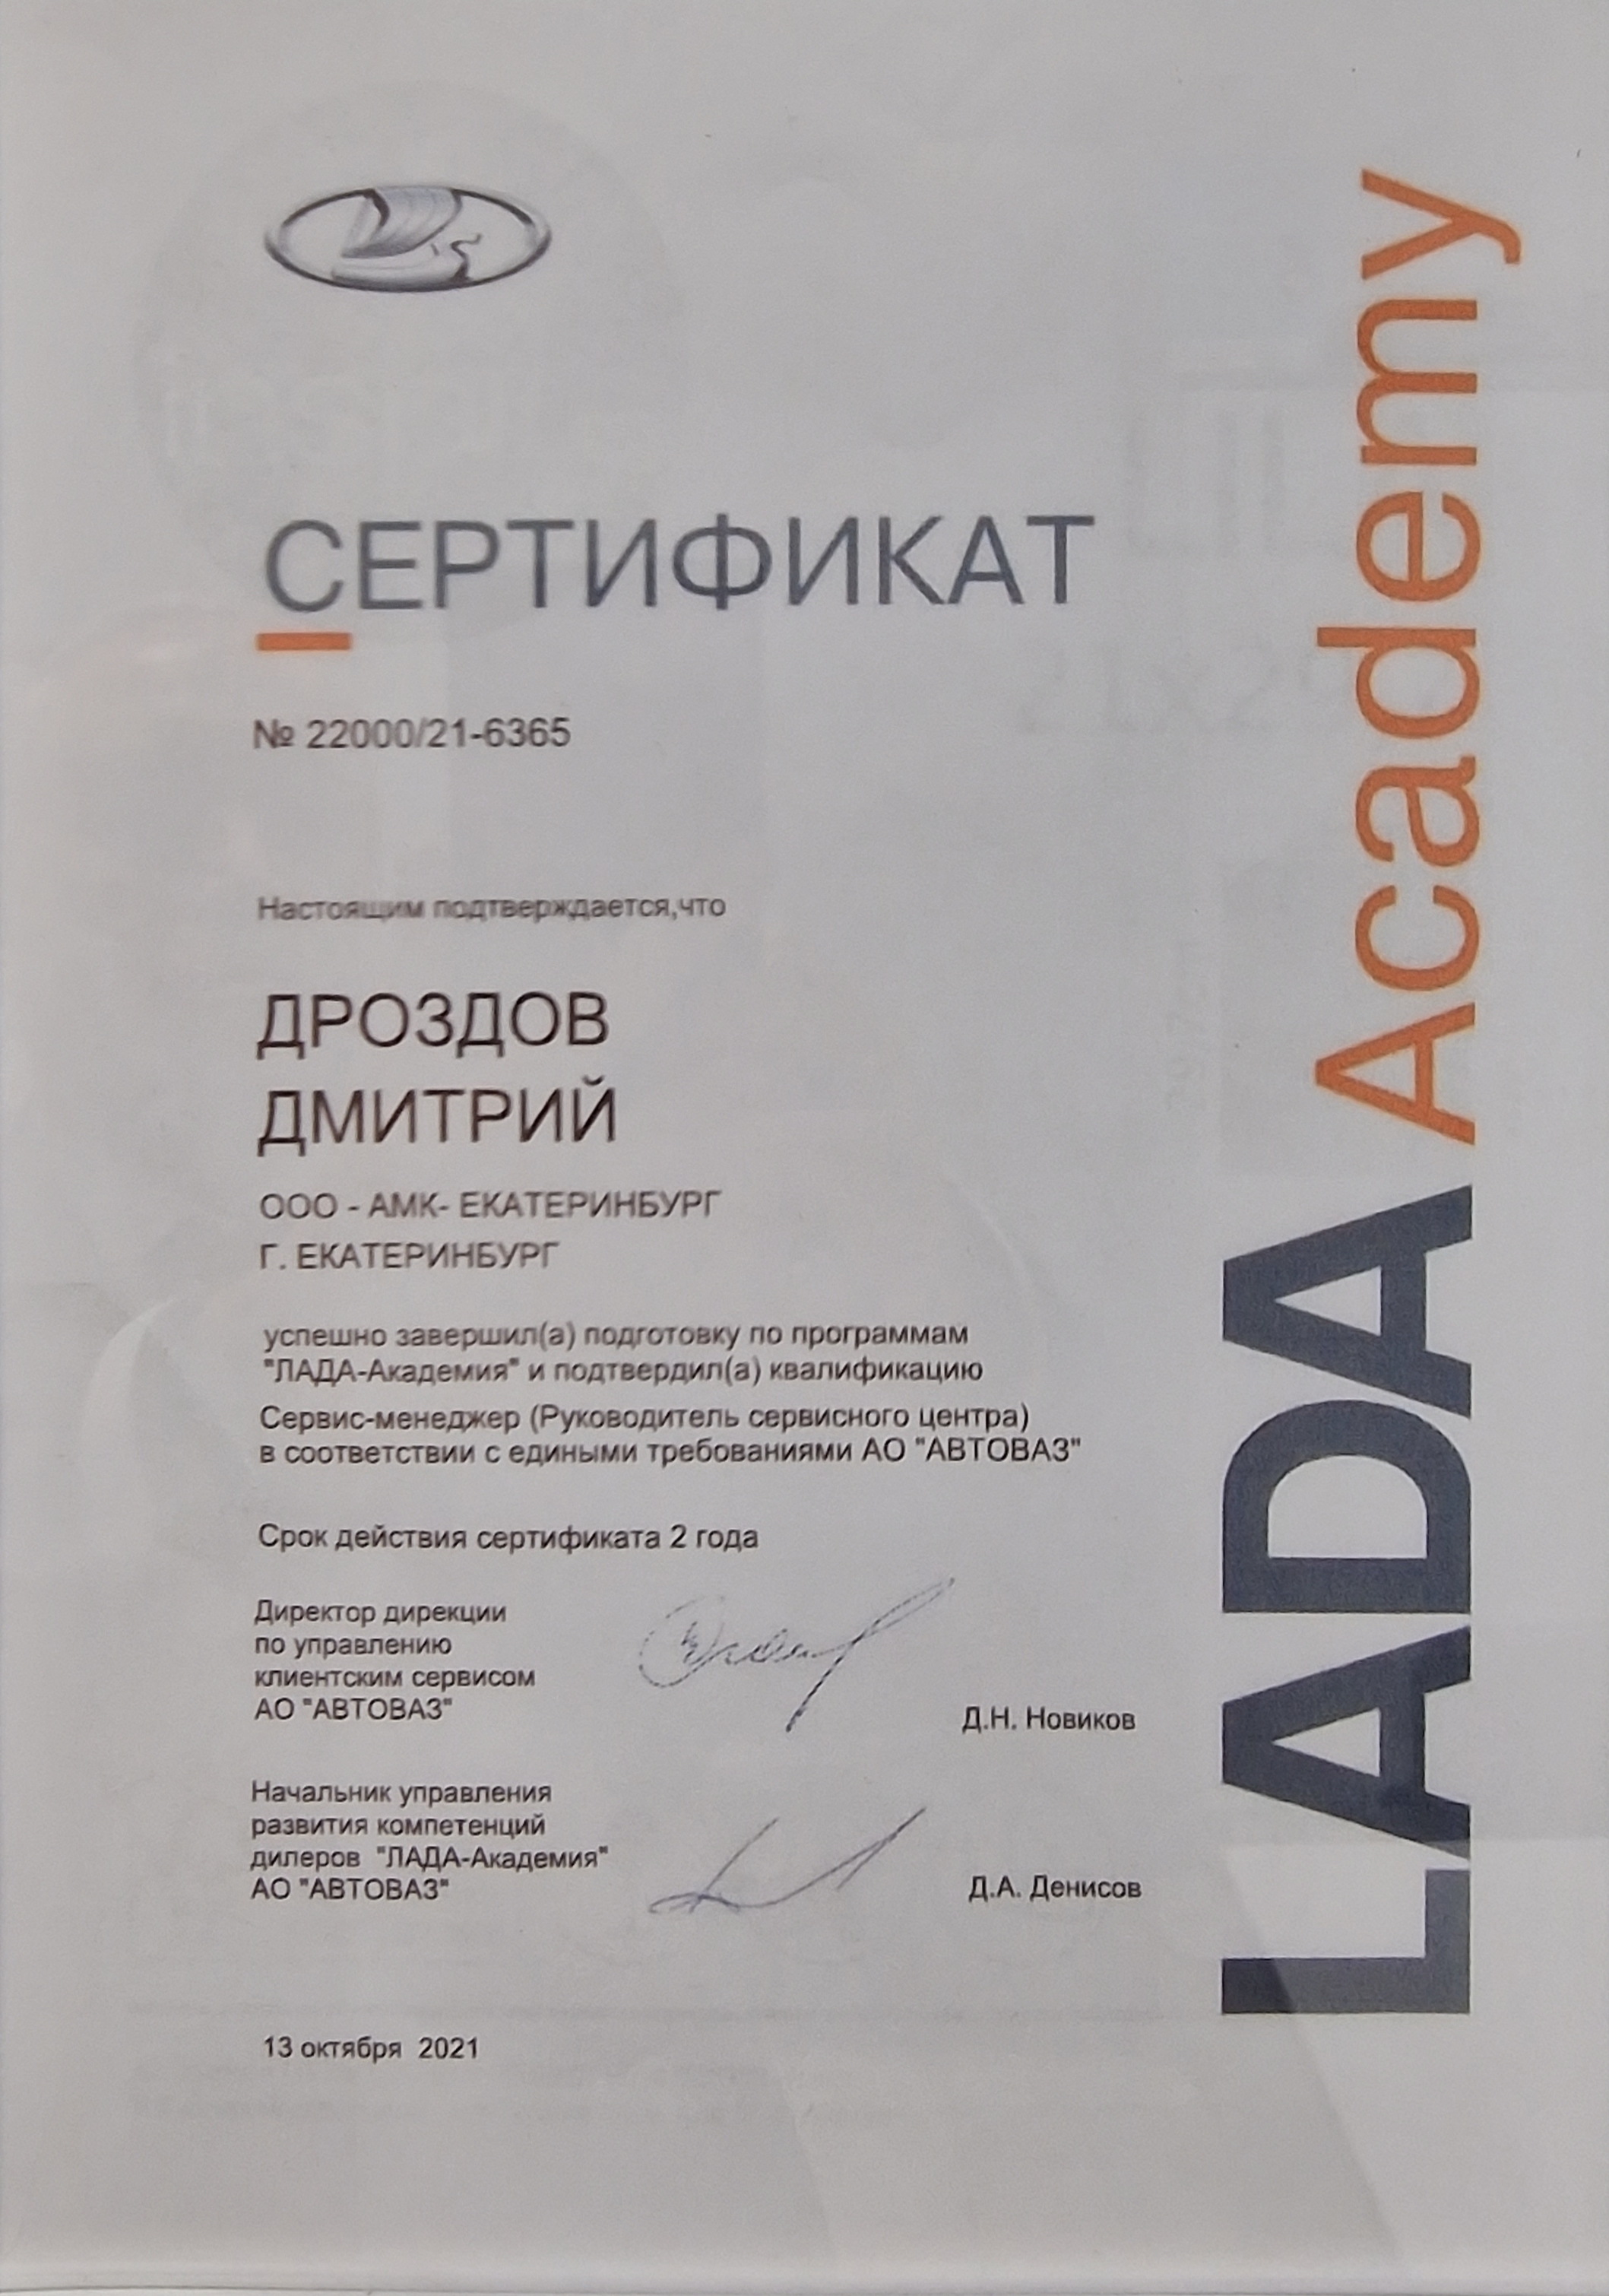 СЕРТИФИКАТ
№ 22000/21-6365
Настоящим подтверждается,что
ДРОЗДОВ
ДМИТРИЙ
ООО - АМК- ЕКАТЕРИНБУРГ
Г. ЕКАТЕРИНБУРГ
успешно завершил(а) подготовку по программам
"ЛАДА-Академия" и подтвердил(а) квалификацию
Сервис-менеджер (Руководитель сервисного центра)
в соответствии с едиными требованиями АО "АВТОВАЗ"
Срок действия сертификата 2 года
Директор дирекции
по управлению
клиентским сервисом
АО "АВТОВАЗ"
Д.Н. Новиков
Начальник управления
развития компетенций
дилеров "ЛАДА-Академия"
АО "АВТОВАЗ"
Д.А. Денисов
13 октября 2021
LADA Academy